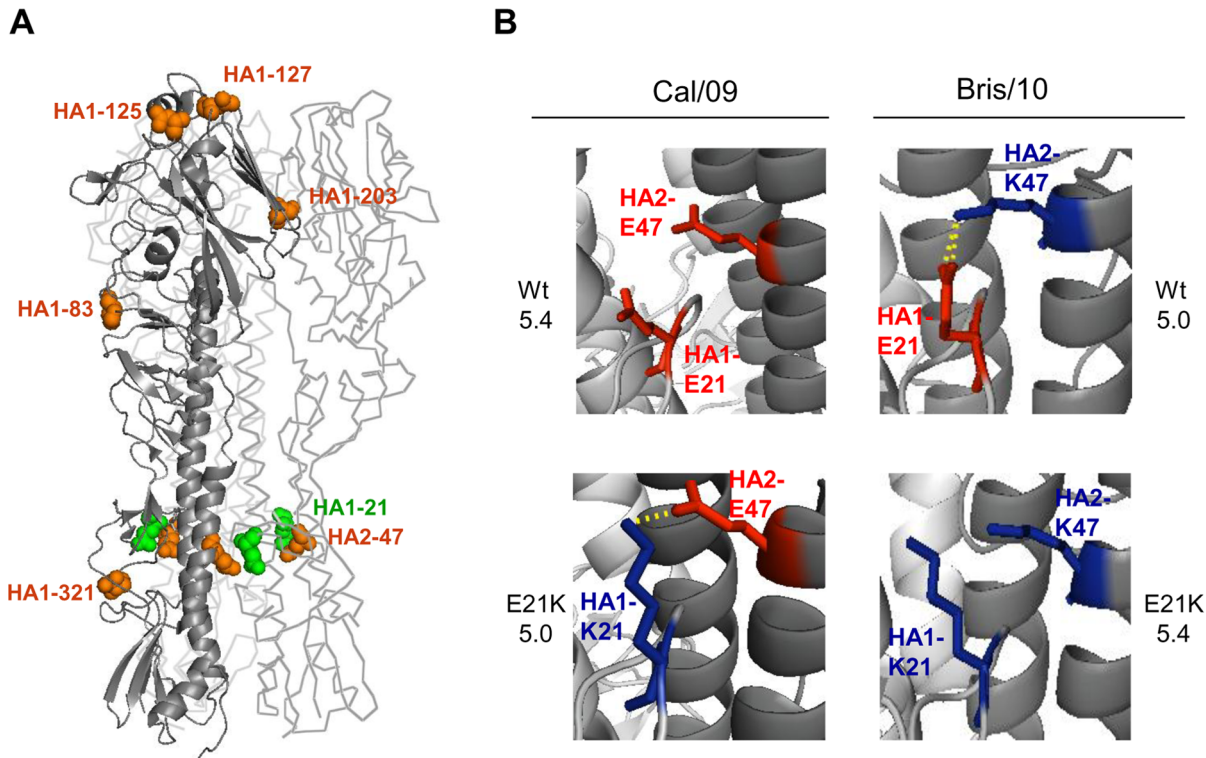 A
HA1-125
HA1-127
HA1-203
HA1-83
HA1-21
HA2-47
HA1-321
B
Cal/09
Bris/10
Wt
5.4
HA2-
E47
HA1-
E21
HA2-
K47
HA1-
E21
Wt
5.0
E21K
5.0
HA2-
E47
HA1-
K21
HA2-
K47
HA1-
K21
E21K
5.4